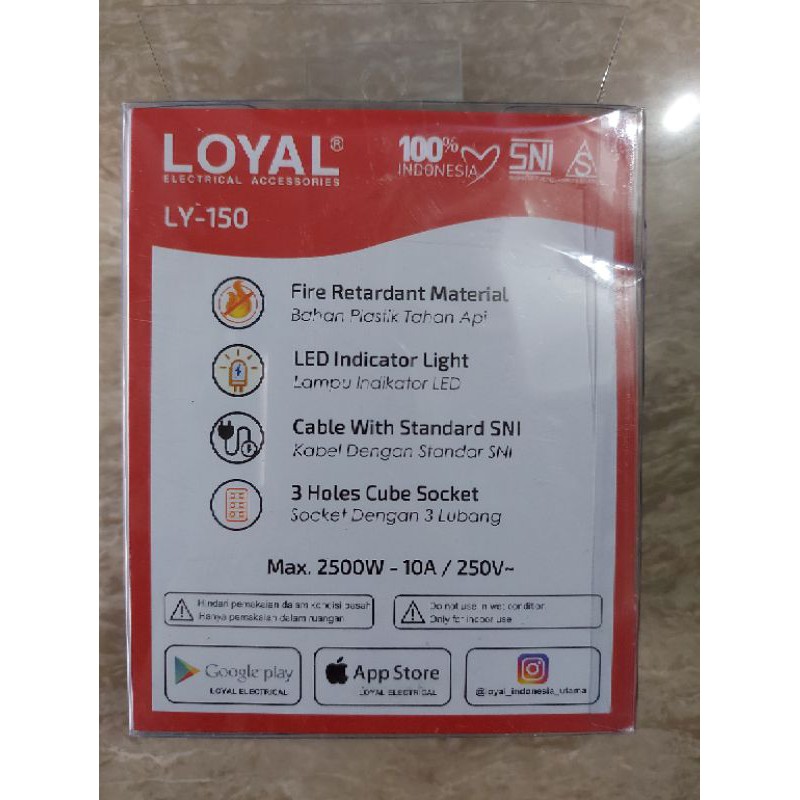 LOYAL®
ELECTRICAL ACCESSORIES
100%
INDONESIA
SNI
S
LY-150
Fire Retardant Material
Bahan Plastik Tahan Api
LED Indicator Light
Lampu Indikator LED
Cable With Standard SNI
Kabel Dengan Standar SNI
3 Holes Cube Socket
Socket Dengan 3 Lubang
Max. 2500W - 10A / 250V~
Hindari pemakaian dalam kondisi basah
Hanya pemakaian dalam ruangan
Do not use in wet condition
Only for indoor use
Google play
LOYAL ELECTRICAL
App Store
LOYAL ELECTRICAL
@loyal_indonesia_utama